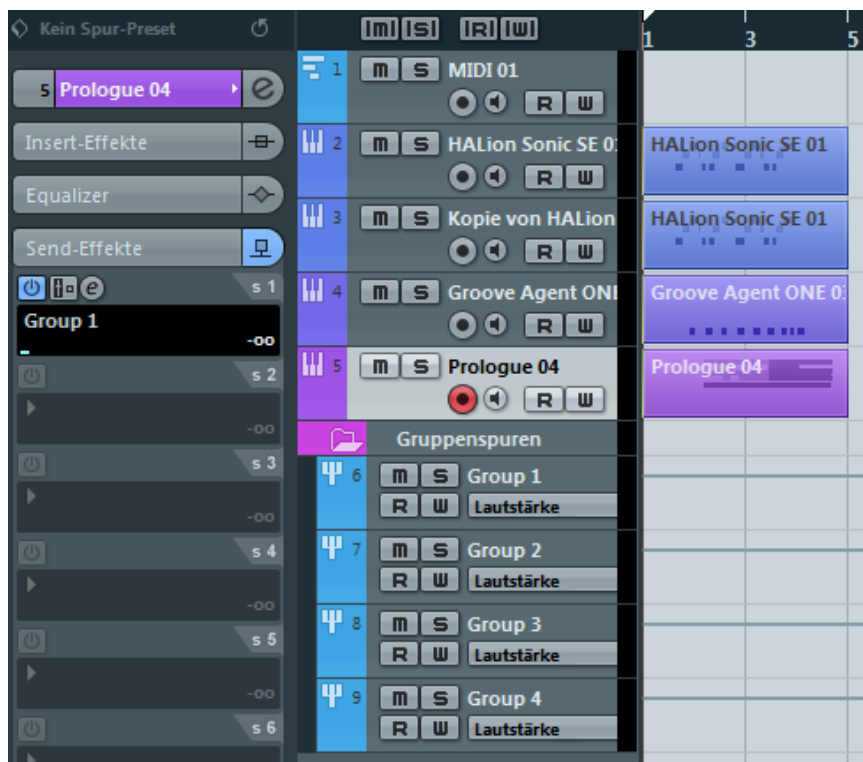 Kein Spur-Preset
5 Prologue 04 e
Insert-Effekte
Equalizer
Send-Effekte
e s 1
Group 1
-oo
s 2
-oo
s 3
-oo
s 4
-oo
s 5
-oo
s 6
m S R W
1 m S MIDI 01
R W
2 m S HALion Sonic SE 01
R W
3 m S Kopie von HALion
R W
4 m S Groove Agent ONE
R W
5 m S Prologue 04
R W
Gruppenspuren
6 m S Group 1
R W Lautstärke
7 m S Group 2
R W Lautstärke
8 m S Group 3
R W Lautstärke
9 m S Group 4
R W Lautstärke
1 3 5
HALion Sonic SE 01
HALion Sonic SE 01
Groove Agent ONE 03
Prologue 04